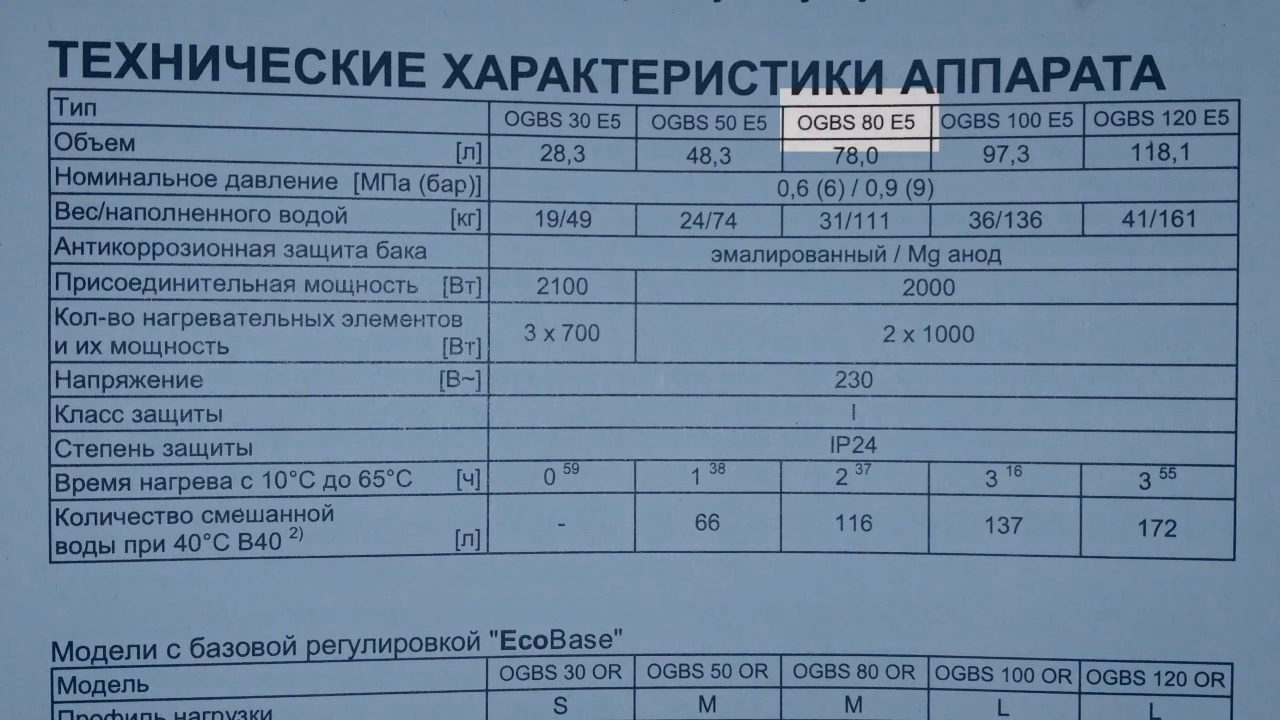 ТЕХНИЧЕСКИЕ ХАРАКТЕРИСТИКИ АППАРАТА
Тип OGBS 30 E5 OGBS 50 E5 OGBS 80 E5 OGBS 100 E5 OGBS 120 E5
Объем [л] 28,3 48,3 78,0 97,3 118,1
Номинальное давление [МПа (бар)] 0,6 (6) / 0,9 (9)
Вес/наполненного водой [кг] 19/49 24/74 31/111 36/136 41/161
Антикоррозионная защита бака эмалированный / Mg анод
Присоединительная мощность [Вт] 2100 2000
Кол-во нагревательных элементов
и их мощность [Вт] 3 x 700 2 x 1000
Напряжение [В~] 230
Класс защиты I
Степень защиты IP24
Время нагрева с 10°C до 65°C [ч] 0 59 1 38 2 37 3 16 3 55
Количество смешанной
воды при 40°C В40 2) [л] - 66 116 137 172
Модели с базовой регулировкой "EcoBase"
Модель OGBS 30 OR OGBS 50 OR OGBS 80 OR OGBS 100 OR OGBS 120 OR
Профиль нагрузки S M M L L